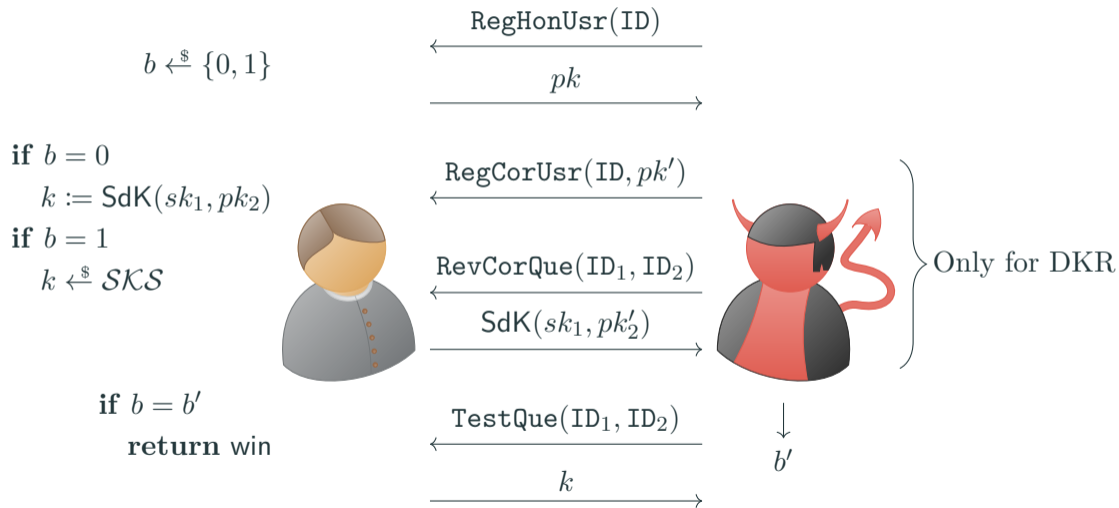 RegHonUsr(ID)
b ←$ {0, 1}
pk
if b = 0
k := SdK(sk₁, pk₂)
if b = 1
k ←$ 𝒮𝒦𝒮
RegCorUsr(ID, pk′)
RevCorQue(ID₁, ID₂)
SdK(sk₁, pk′₂)
Only for DKR
if b = b′
return win
TestQue(ID₁, ID₂)
k
b′